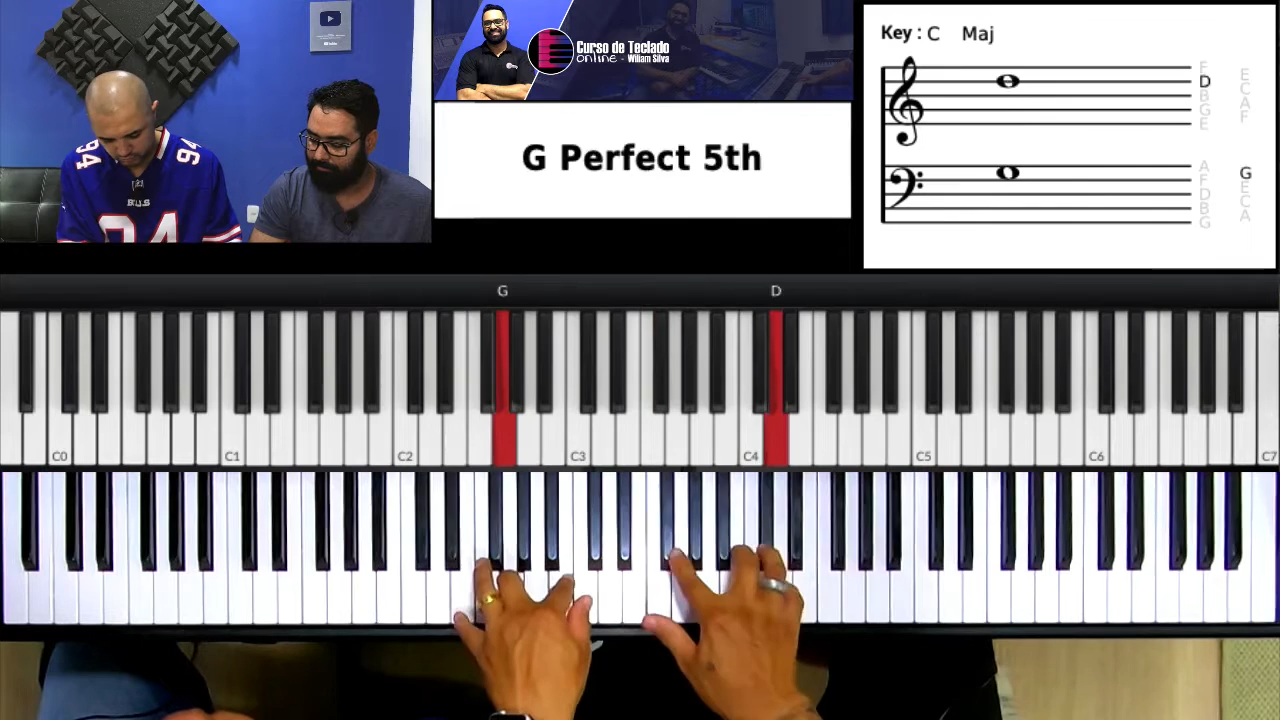 94
94
BILLS
94
Curso de Teclado
online - Wiliam Silva
G Perfect 5th
Key : C Maj
F
D
B
G
E
E
C
A
F
A
F
D
B
G
G
E
C
A
G
D
C0
C1
C2
C3
C4
C5
C6
C7